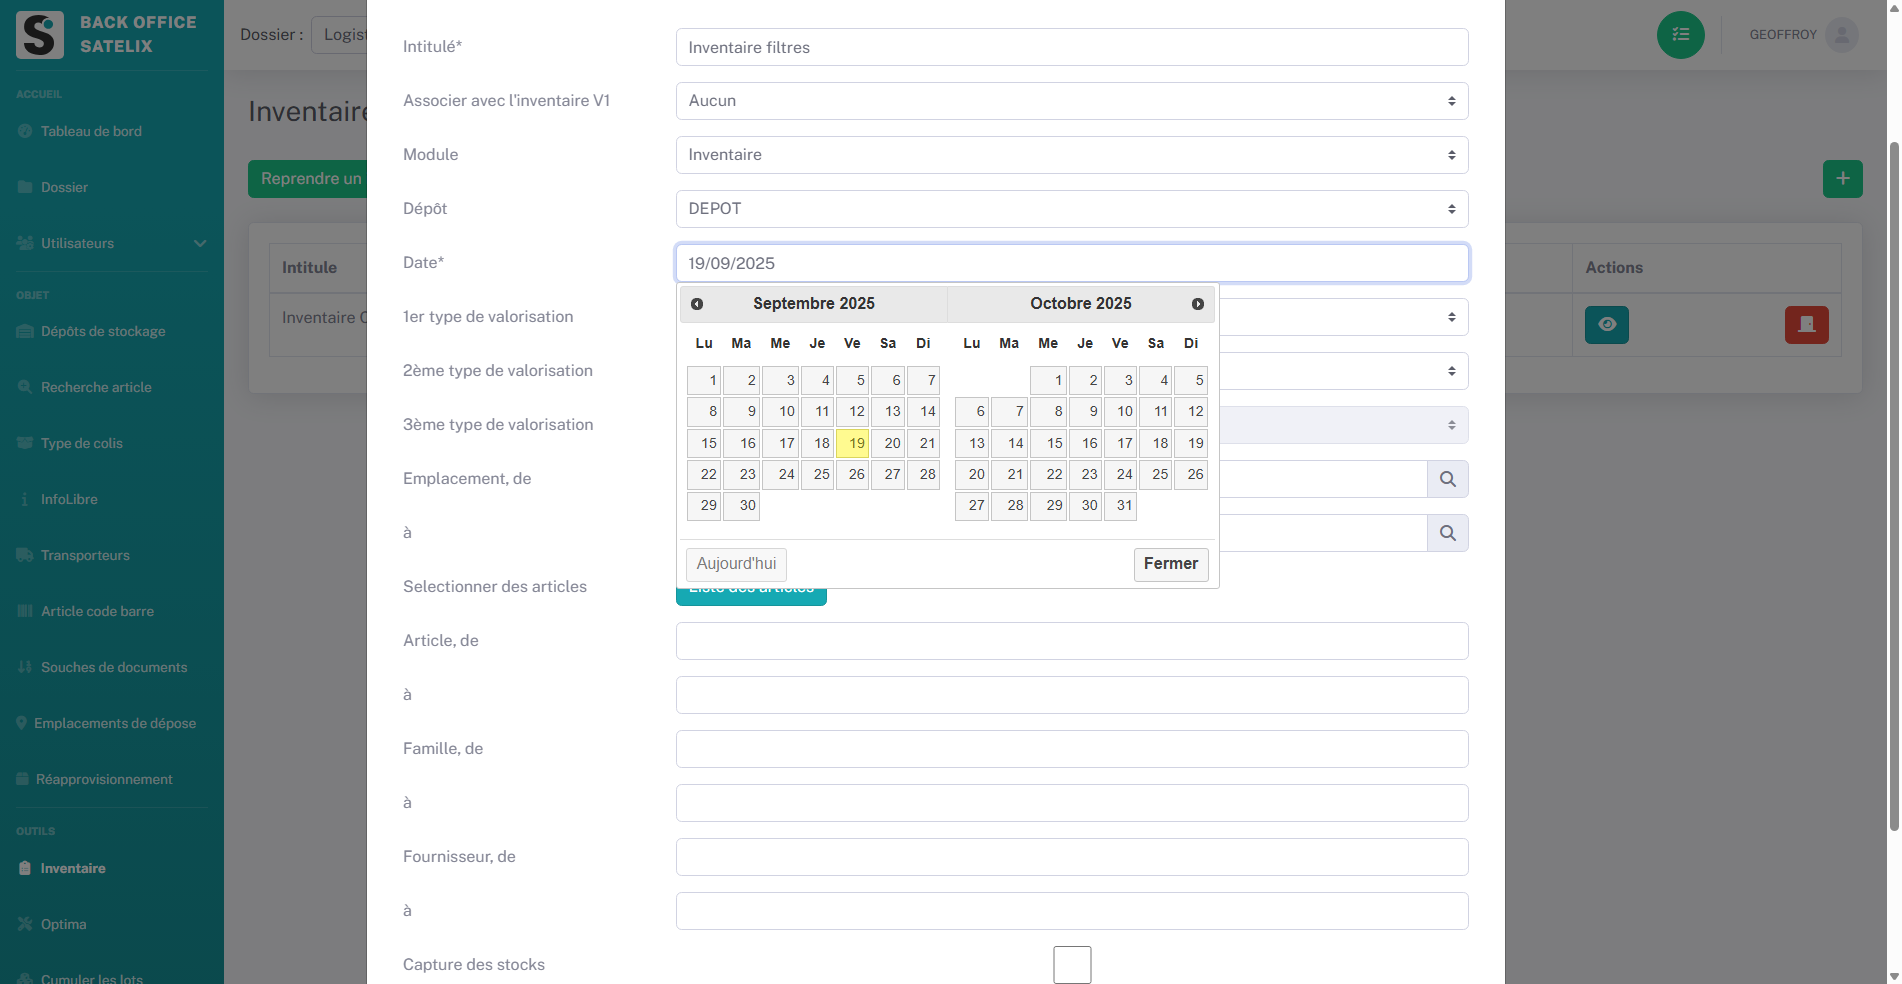 BACK OFFICE
SATELIX
ACCUEIL
Tableau de bord
Dossier
Utilisateurs
OBJET
Dépôts de stockage
Recherche article
Type de colis
InfoLibre
Transporteurs
Article code barre
Souches de documents
Emplacements de dépose
Réapprovisionnement
OUTILS
Inventaire
Optima
Cumuler les lots
Dossier :
GEOFFROY
Inventaire
Reprendre un
+
Intitule
Actions
Intitulé*
Inventaire filtres
Associer avec l'inventaire V1
Aucun
Module
Inventaire
Dépôt
DEPOT
Date*
19/09/2025
Septembre 2025
Lu Ma Me Je Ve Sa Di
1 2 3 4 5 6 7
8 9 10 11 12 13 14
15 16 17 18 19 20 21
22 23 24 25 26 27 28
29 30
Octobre 2025
Lu Ma Me Je Ve Sa Di
1 2 3 4 5
6 7 8 9 10 11 12
13 14 15 16 17 18 19
20 21 22 23 24 25 26
27 28 29 30 31
Aujourd'hui
Fermer
1er type de valorisation
2ème type de valorisation
3ème type de valorisation
Emplacement, de
à
Selectionner des articles
Liste des articles
Article, de
à
Famille, de
à
Fournisseur, de
à
Capture des stocks